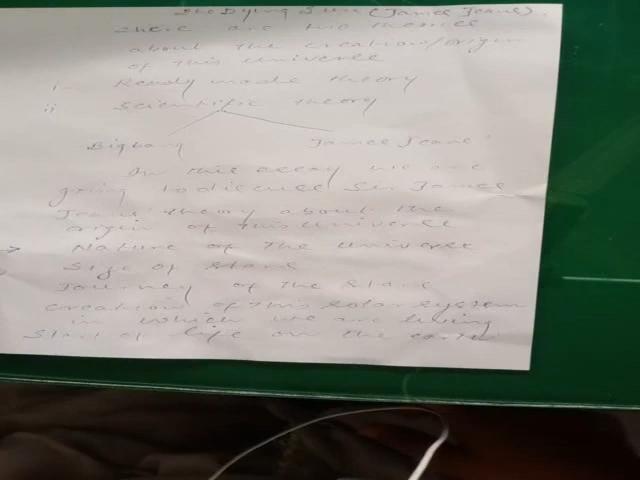 The Dying Sun (James Jeans).
There are two themes
about the creation/origin
of this universe
i- Ready made theory
ii Scientific theory
Bigbang James Jeans'
In this essay we are
going to discuss Sir James
Jeans' theory about the
origin of this universe
→ Nature of the universe
Size of stars
Journey of the stars
creation of this solar system
in which we are living
Start of life on the earth